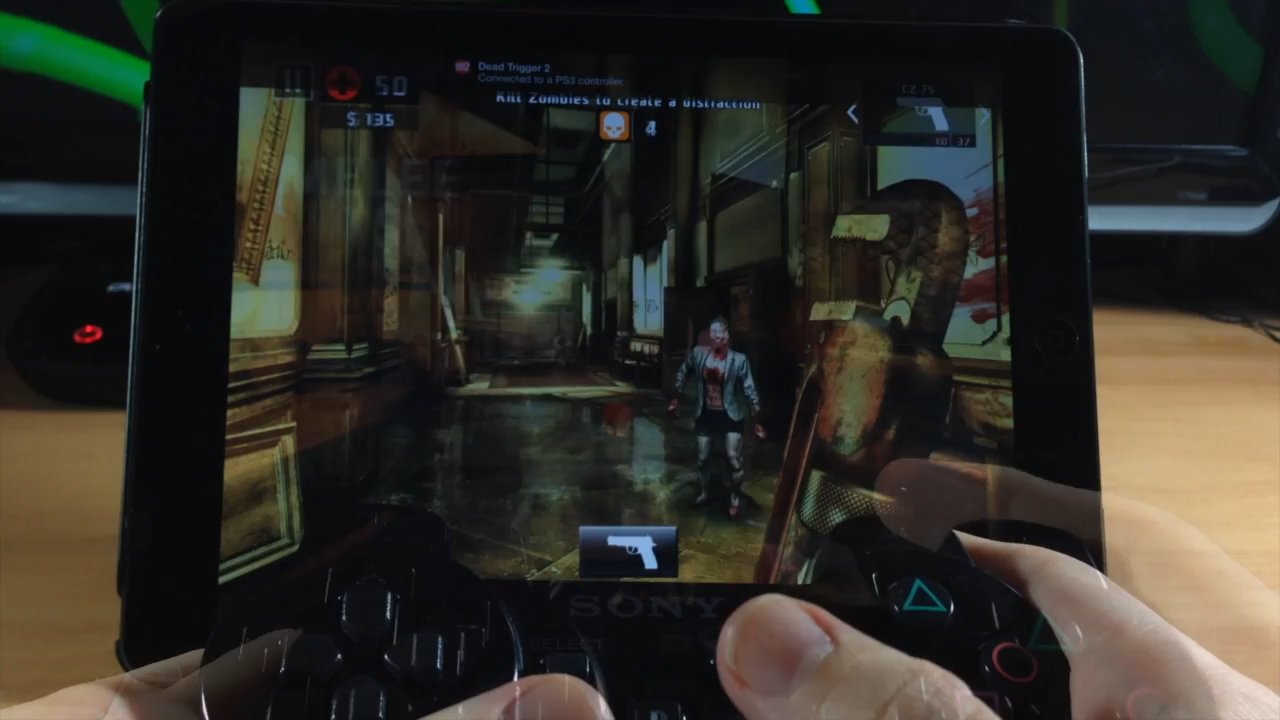 Dead Trigger 2
Connected to a PS3 controller.
50
Kill Zombies to create a distraction
$ 135
4
CZ 75
10 37
SONY
SELECT